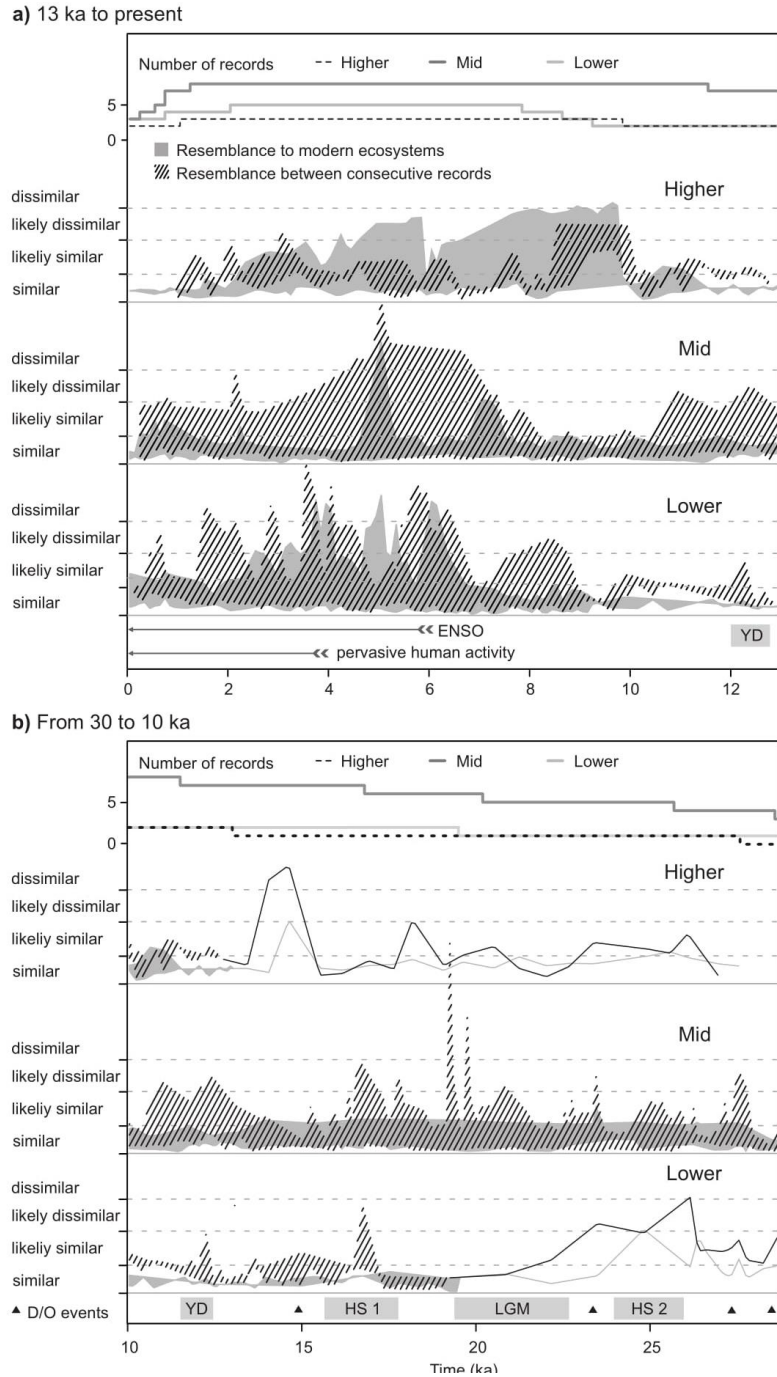 a) 13 ka to present
Number of records Higher Mid Lower
5
0
Resemblance to modern ecosystems
Resemblance between consecutive records
Higher
dissimilar
likely dissimilar
likeliy similar
similar
Mid
dissimilar
likely dissimilar
likeliy similar
similar
Lower
dissimilar
likely dissimilar
likeliy similar
similar
ENSO
YD
pervasive human activity
0 2 4 6 8 10 12
b) From 30 to 10 ka
Number of records Higher Mid Lower
5
0
Higher
dissimilar
likely dissimilar
likeliy similar
similar
Mid
dissimilar
likely dissimilar
likeliy similar
similar
Lower
dissimilar
likely dissimilar
likeliy similar
similar
D/O events YD HS 1 LGM HS 2
10 15 20 25
Time (ka)